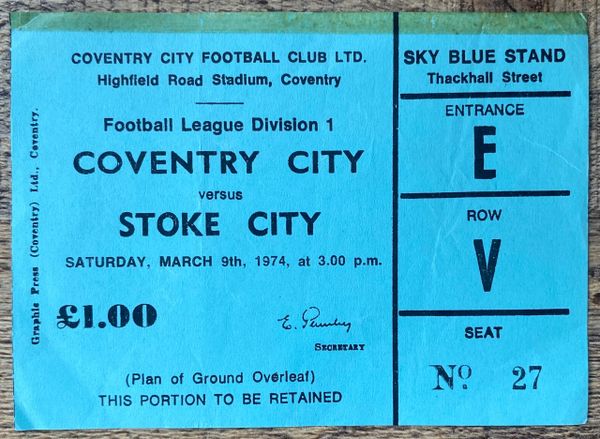 COVENTRY CITY FOOTBALL CLUB LTD.
Highfield Road Stadium, Coventry
Football League Division 1
COVENTRY CITY
versus
STOKE CITY
SATURDAY, MARCH 9th, 1974, at 3.00 p.m.
£1.00
SECRETARY
(Plan of Ground Overleaf)
THIS PORTION TO BE RETAINED
Graphic Press (Coventry) Ltd., Coventry.
SKY BLUE STAND
Thackhall Street
ENTRANCE
E
ROW
V
SEAT
No. 27